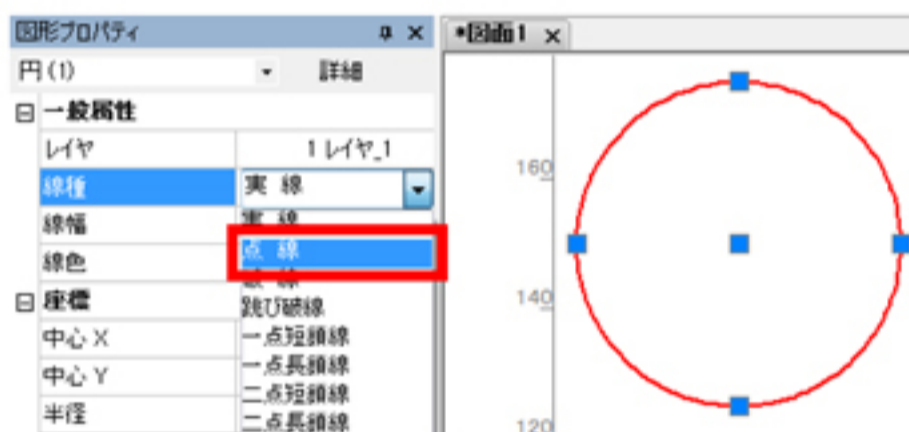 図形プロパティ
*図面1
円(1)
詳細
一般属性
レイヤ
1 レイヤ_1
線種
実 線
線幅
実 線
点 線
線色
座標
跳び破線
中心 X
一点短鎖線
一点長鎖線
中心 Y
二点短鎖線
半径
二点長鎖線
160
140
120